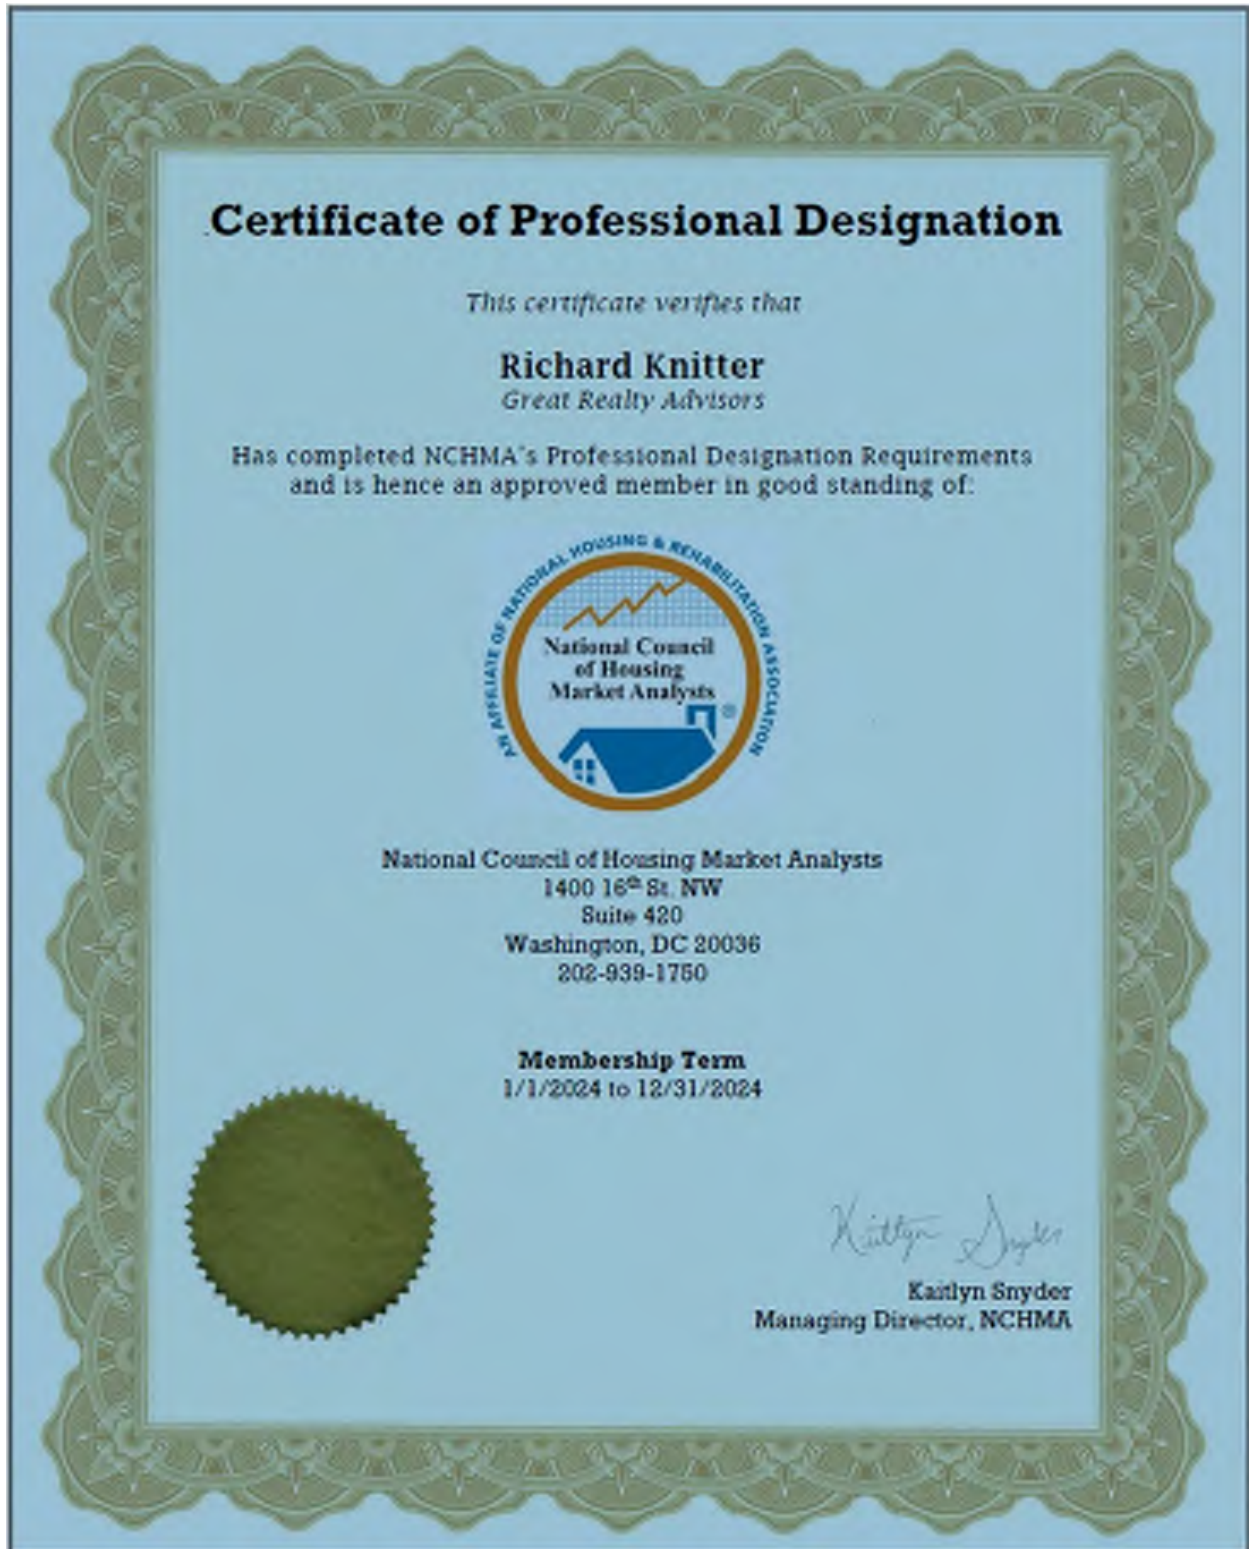 Certificate of Professional Designation
This certificate verifies that
Richard Knitter
Great Realty Advisors
Has completed NCHMA's Professional Designation Requirements
and is hence an approved member in good standing of:
AN AFFILIATE OF NATIONAL HOUSING & REHABILITATION ASSOCIATION
National Council
of Housing
Market Analysts
®
National Council of Housing Market Analysts
1400 16th St. NW
Suite 420
Washington, DC 20036
202-939-1750
Membership Term
1/1/2024 to 12/31/2024
Kaitlyn Snyder
Kaitlyn Snyder
Managing Director, NCHMA